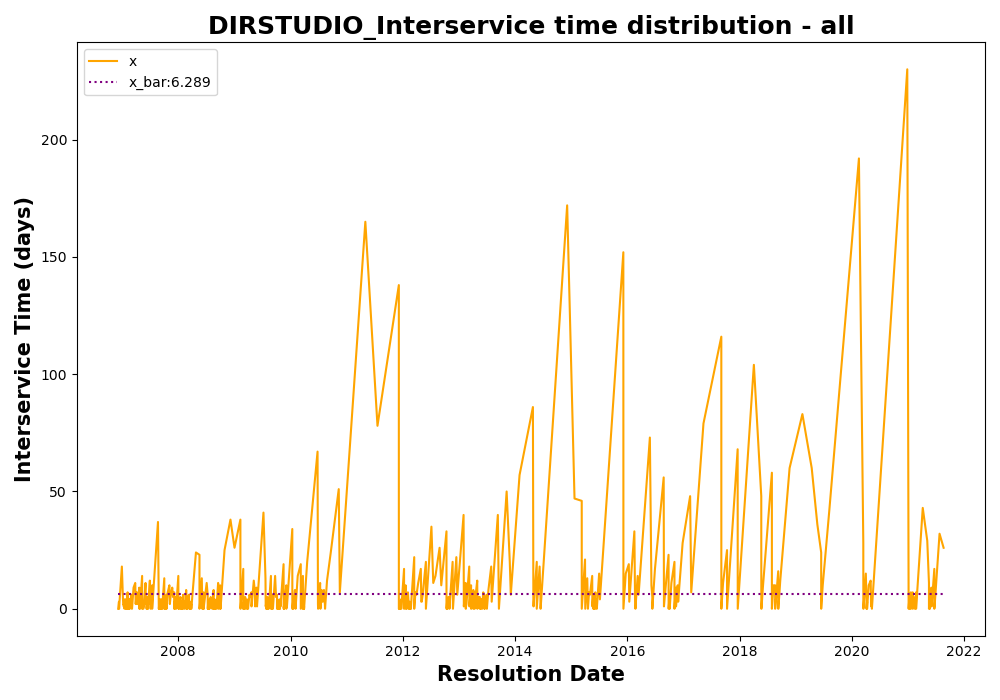 DIRSTUDIO_Interservice time distribution - all
x
x_bar:6.289
Interservice Time (days)
200
150
100
50
0
2008 2010 2012 2014 2016 2018 2020 2022
Resolution Date